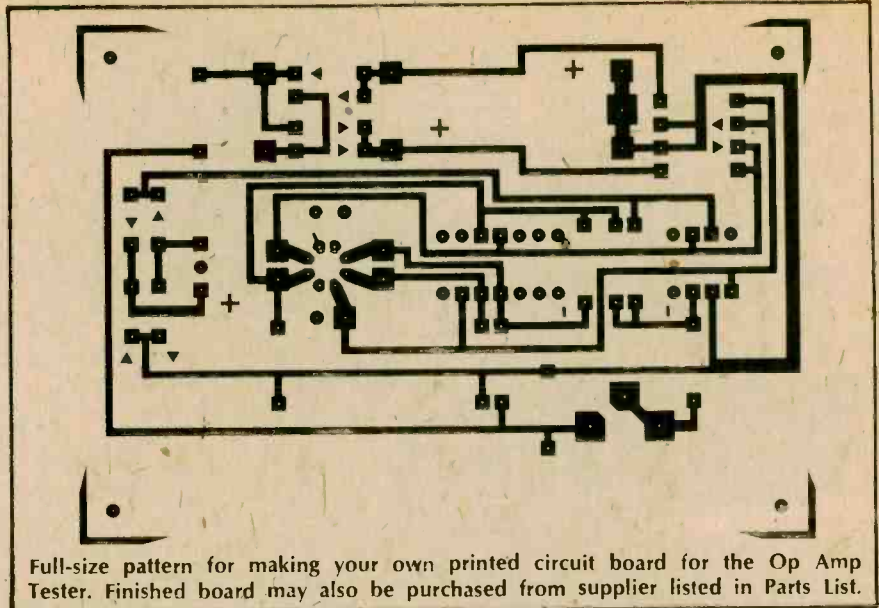 Full-size pattern for making your own printed circuit board for the Op Amp
Tester. Finished board may also be purchased from supplier listed in Parts List.